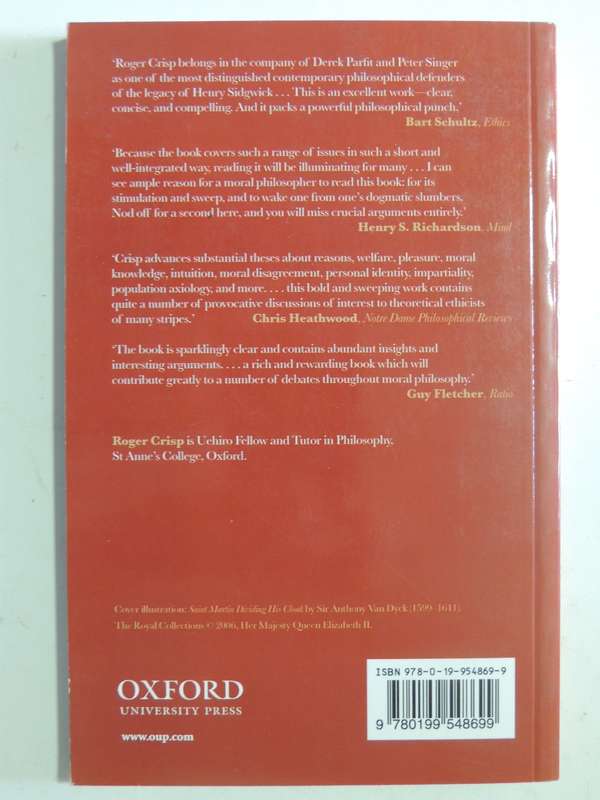 ‘Roger Crisp belongs in the company of Derek Parfit and Peter Singer
as one of the most distinguished contemporary philosophical defenders
of the legacy of Henry Sidgwick . . . This is an excellent work—clear,
concise, and compelling. And it packs a powerful philosophical punch,’
Bart Schultz, Ethics
‘Because the book covers such a range of issues in such a short and
well-integrated way, reading it will be illuminating for many . . . I can
see ample reason for a moral philosopher to read this book: for its
stimulation and sweep, and to wake one from one's dogmatic slumbers.
Nod off for a second here, and you will miss crucial arguments entirely.’
Henry S. Richardson, Mind
‘Crisp advances substantial theses about reasons, welfare, pleasure, moral
knowledge, intuition, moral disagreement, personal identity, impartiality,
population axiology, and more. . . . this bold and sweeping work contains
quite a number of provocative discussions of interest to theoretical ethicists
of many stripes.’ Chris Heathwood, Notre Dame Philosophical Reviews
‘The book is sparklingly clear and contains abundant insights and
interesting arguments. . . . a rich and rewarding book which will
contribute greatly to a number of debates throughout moral philosophy.’
Guy Fletcher, Ratio
Roger Crisp is Uehiro Fellow and Tutor in Philosophy,
St Anne's College, Oxford.
Cover illustration: Saint Martin Dividing His Cloak by Sir Anthony Van Dyck (1599–1641).
The Royal Collections © 2006, Her Majesty Queen Elizabeth II.
ISBN 978-0-19-954869-9
OXFORD
UNIVERSITY PRESS
www.oup.com
9 780199 548699